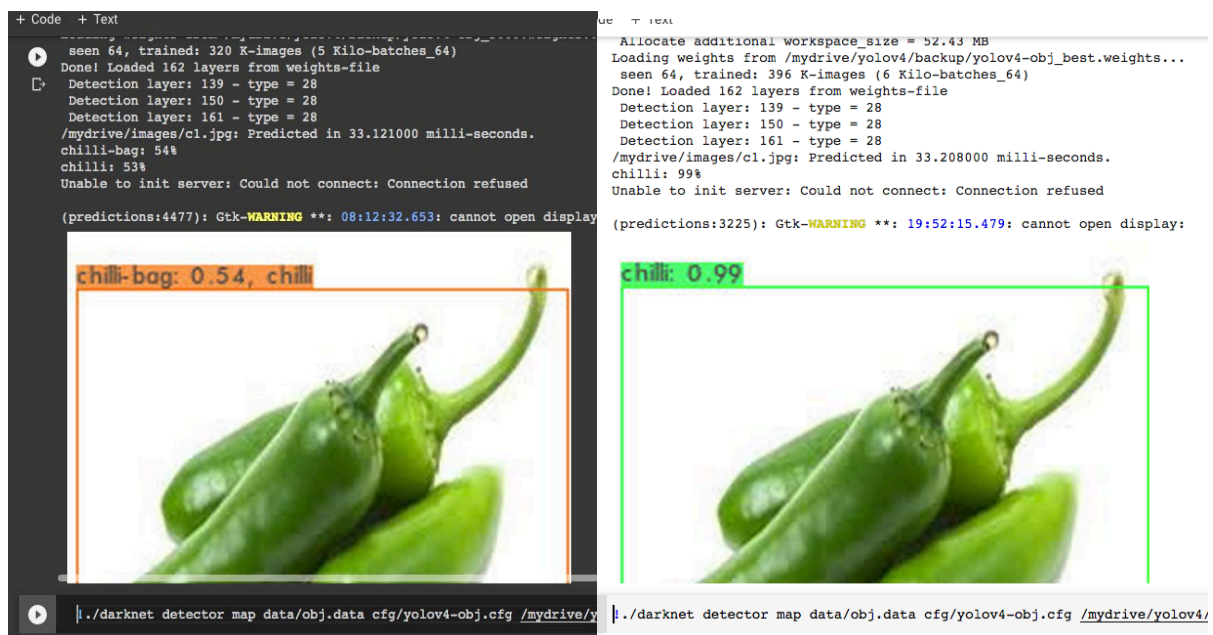 + Code + Text
seen 64, trained: 320 K-images (5 Kilo-batches_64)
Done! Loaded 162 layers from weights-file
Detection layer: 139 - type = 28
Detection layer: 150 - type = 28
Detection layer: 161 - type = 28
/mydrive/images/c1.jpg: Predicted in 33.121000 milli-seconds.
chilli-bag: 54%
chilli: 53%
Unable to init server: Could not connect: Connection refused
(predictions:4477): Gtk-WARNING **: 08:12:32.653: cannot open display
chilli-bag: 0.54, chilli
!./darknet detector map data/obj.data cfg/yolov4-obj.cfg /mydrive/y
+ Text
Allocate additional workspace_size = 52.43 MB
Loading weights from /mydrive/yolov4/backup/yolov4-obj_best.weights...
seen 64, trained: 396 K-images (6 Kilo-batches_64)
Done! Loaded 162 layers from weights-file
Detection layer: 139 - type = 28
Detection layer: 150 - type = 28
Detection layer: 161 - type = 28
/mydrive/images/c1.jpg: Predicted in 33.208000 milli-seconds.
chilli: 99%
Unable to init server: Could not connect: Connection refused
(predictions:3225): Gtk-WARNING **: 19:52:15.479: cannot open display:
chilli: 0.99
!./darknet detector map data/obj.data cfg/yolov4-obj.cfg /mydrive/yolov4/